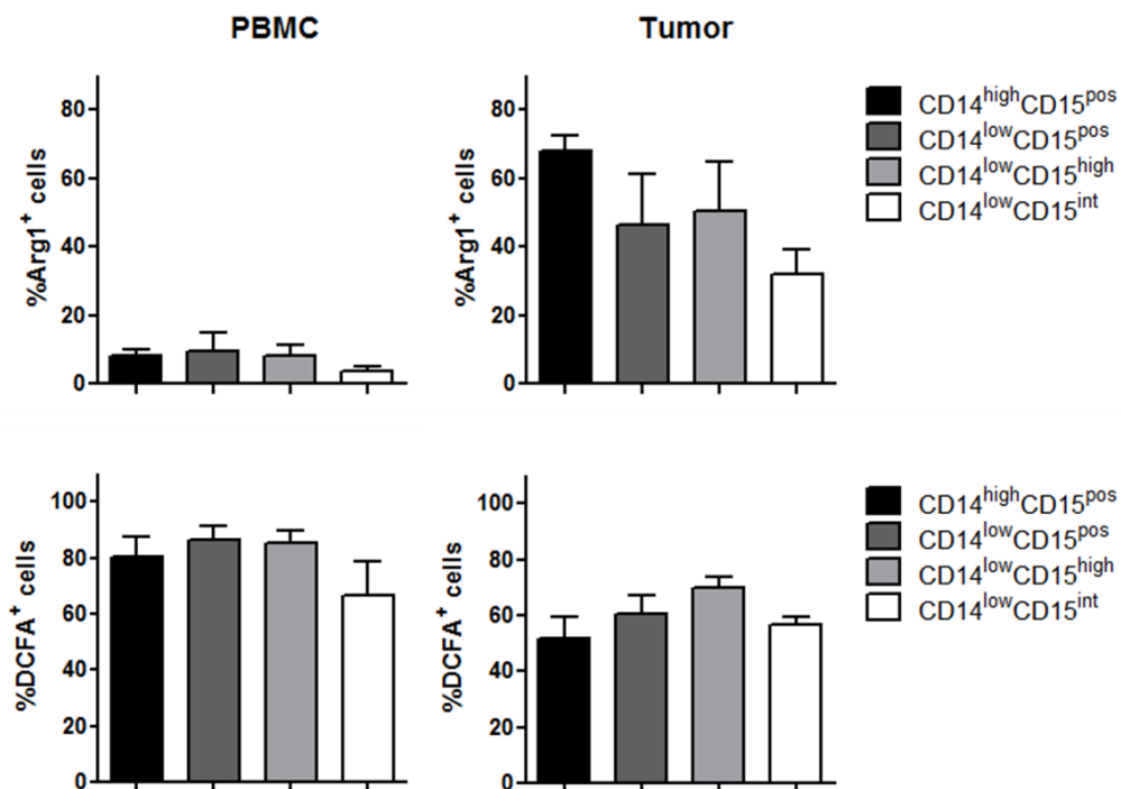 PBMC
Tumor
%Arg1+ cells
80
60
40
20
0
%Arg1+ cells
80
60
40
20
0
CD14highCD15pos
CD14lowCD15pos
CD14lowCD15high
CD14lowCD15int
%DCFA+ cells
100
80
60
40
20
0
%DCFA+ cells
100
80
60
40
20
0
CD14highCD15pos
CD14lowCD15pos
CD14lowCD15high
CD14lowCD15int